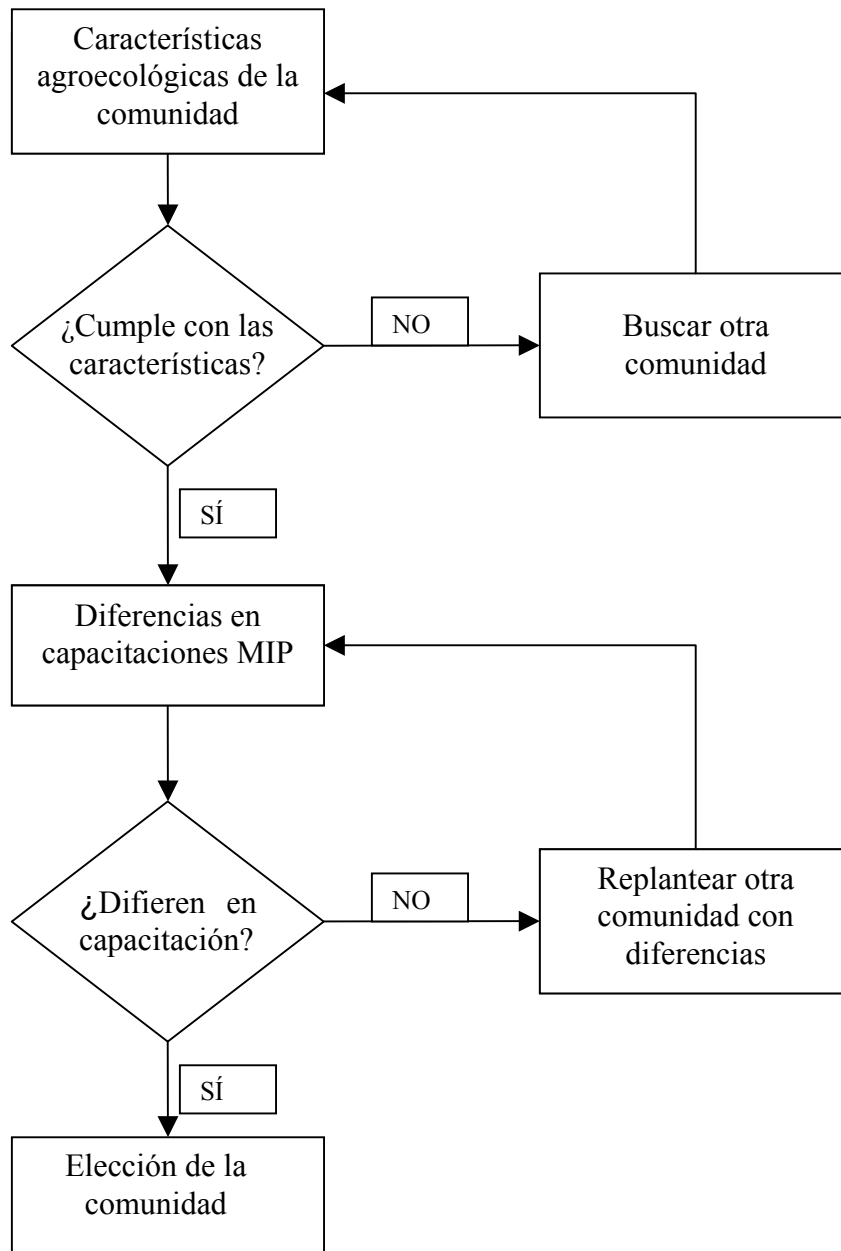 Características
agroecológicas de la
comunidad
¿Cumple con las
características?
NO
Buscar otra
comunidad
SÍ
Diferencias en
capacitaciones MIP
¿Difieren en
capacitación?
NO
Replantear otra
comunidad con
diferencias
SÍ
Elección de la
comunidad